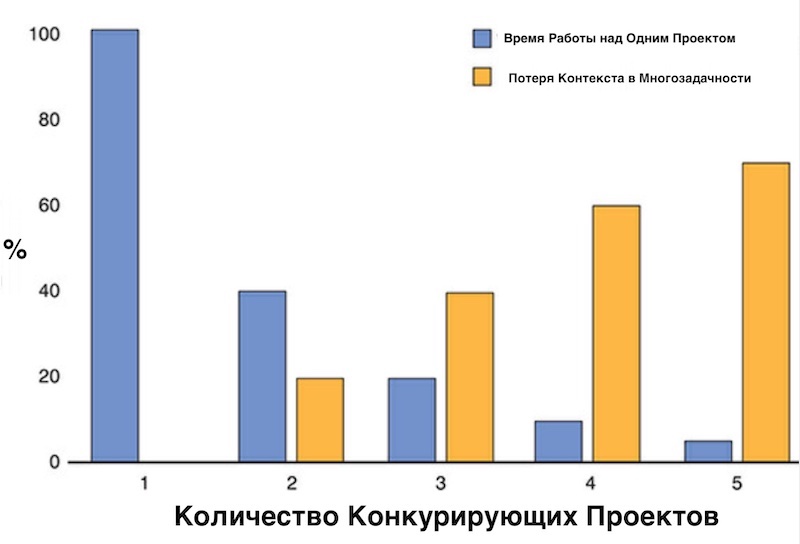 100
Время Работы над Одним Проектом
Потеря Контекста в Многозадачности
80
60
%
40
20
0
1 2 3 4 5
Количество Конкурирующих Проектов